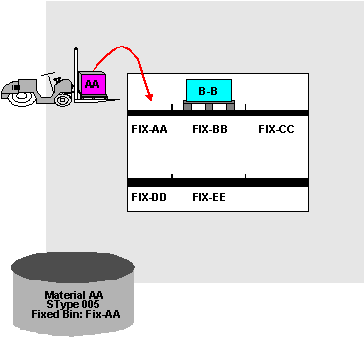 AA
B-B
FIX-AA
FIX-BB
FIX-CC
FIX-DD
FIX-EE
Material AA
SType 005
Fixed Bin: Fix-AA